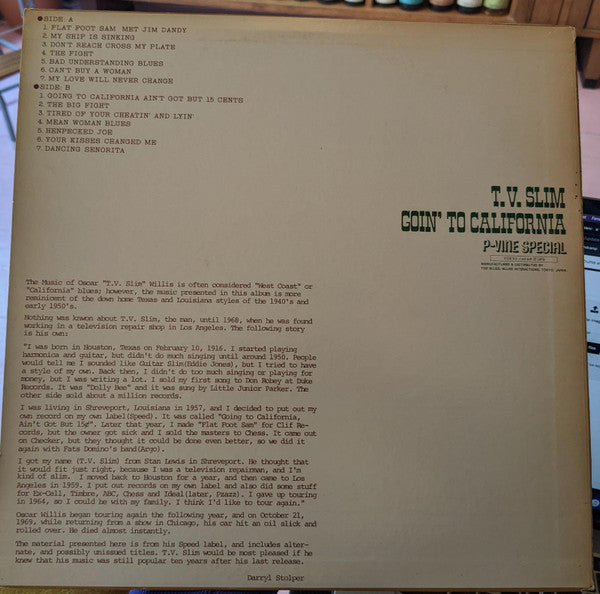 SIDE: A
1. FLAT FOOT SAM MET JIM DANDY
2. MY SHIP IS SINKING
3. DON'T REACH CROSS MY PLATE
4. THE FIGHT
5. BAD UNDERSTANDING BLUES
6. CAN'T BUY A WOMAN
7. MY LOVE WILL NEVER CHANGE
SIDE: B
1. GOING TO CALIFORNIA AIN'T GOT BUT 15 CENTS
2. THE BIG FIGHT
3. TIRED OF YOUR CHEATIN' AND LYIN'
4. MEAN WOMAN BLUES
5. HENPECKED JOE
6. YOUR KISSES CHANGED ME
7. DANCING SENORITA
T.V. SLIM
GOIN' TO CALIFORNIA
P-VINE SPECIAL
MANUFACTURED & DISTRIBUTED BY
THE BLUES, BLUES INTERACTIONS, TOKYO JAPAN
The Music of Oscar "T.V. Slim" Willis is often considered "West Coast" or
"California" blues; however, the music presented in this album is more
reminicent of the down home Texas and Louisiana styles of the 1940's and
early 1950's.
Nothing was knwon about T.V. Slim, the man, until 1968, when he was found
working in a television repair shop in Los Angeles. The following story
is his own:
"I was born in Houston, Texas on February 10, 1916. I started playing
harmonica and guitar, but didn't do much singing until around 1950. People
would tell me I sounded like Guitar Slim(Eddie Jones), but I tried to have
a style of my own. Back then, I didn't do too much singing or playing for
money, but I was writing a lot. I sold my first song to Don Robey at Duke
Records. It was "Dolly Bee" and it was sung by Little Junior Parker. The
other side sold about a million records.
I was living in Shreveport, Louisiana in 1957, and I decided to put out my
own record on my own label(Speed). It was called "Going to California,
Ain't Got But 15¢". Later that year, I made "Flat Foot Sam" for Clif Re-
cords, but the owner got sick and I sold the masters to Chess. It came out
on Checker, but they thought it could be done even better, so we did it
again with Fats Domino's band(Argo).
I got my name (T.V. Slim) from Stan Lewis in Shreveport. He thought that
it would fit just right, because I was a television repairman, and I'm
kind of slim. I moved back to Houston for a year, and then came to Los
Angeles in 1959. I put out records on my own label and also did some stuff
for Ex-Cell, Timbre, ABC, Chess and Ideal(later, Pzazz). I gave up touring
in 1964, so I could be with my family. I think I'd like to tour again."
Oscar Willis began touring again the following year, and on October 21,
1969, while returning from a show in Chicago, his car hit an oil slick and
rolled over. He died almost instantly.
The material presented here is from his Speed label, and includes alter-
nate, and possibly unissued titles. T.V. Slim would be most pleased if he
knew that his music was still popular ten years after his last release.
Darryl Stolper